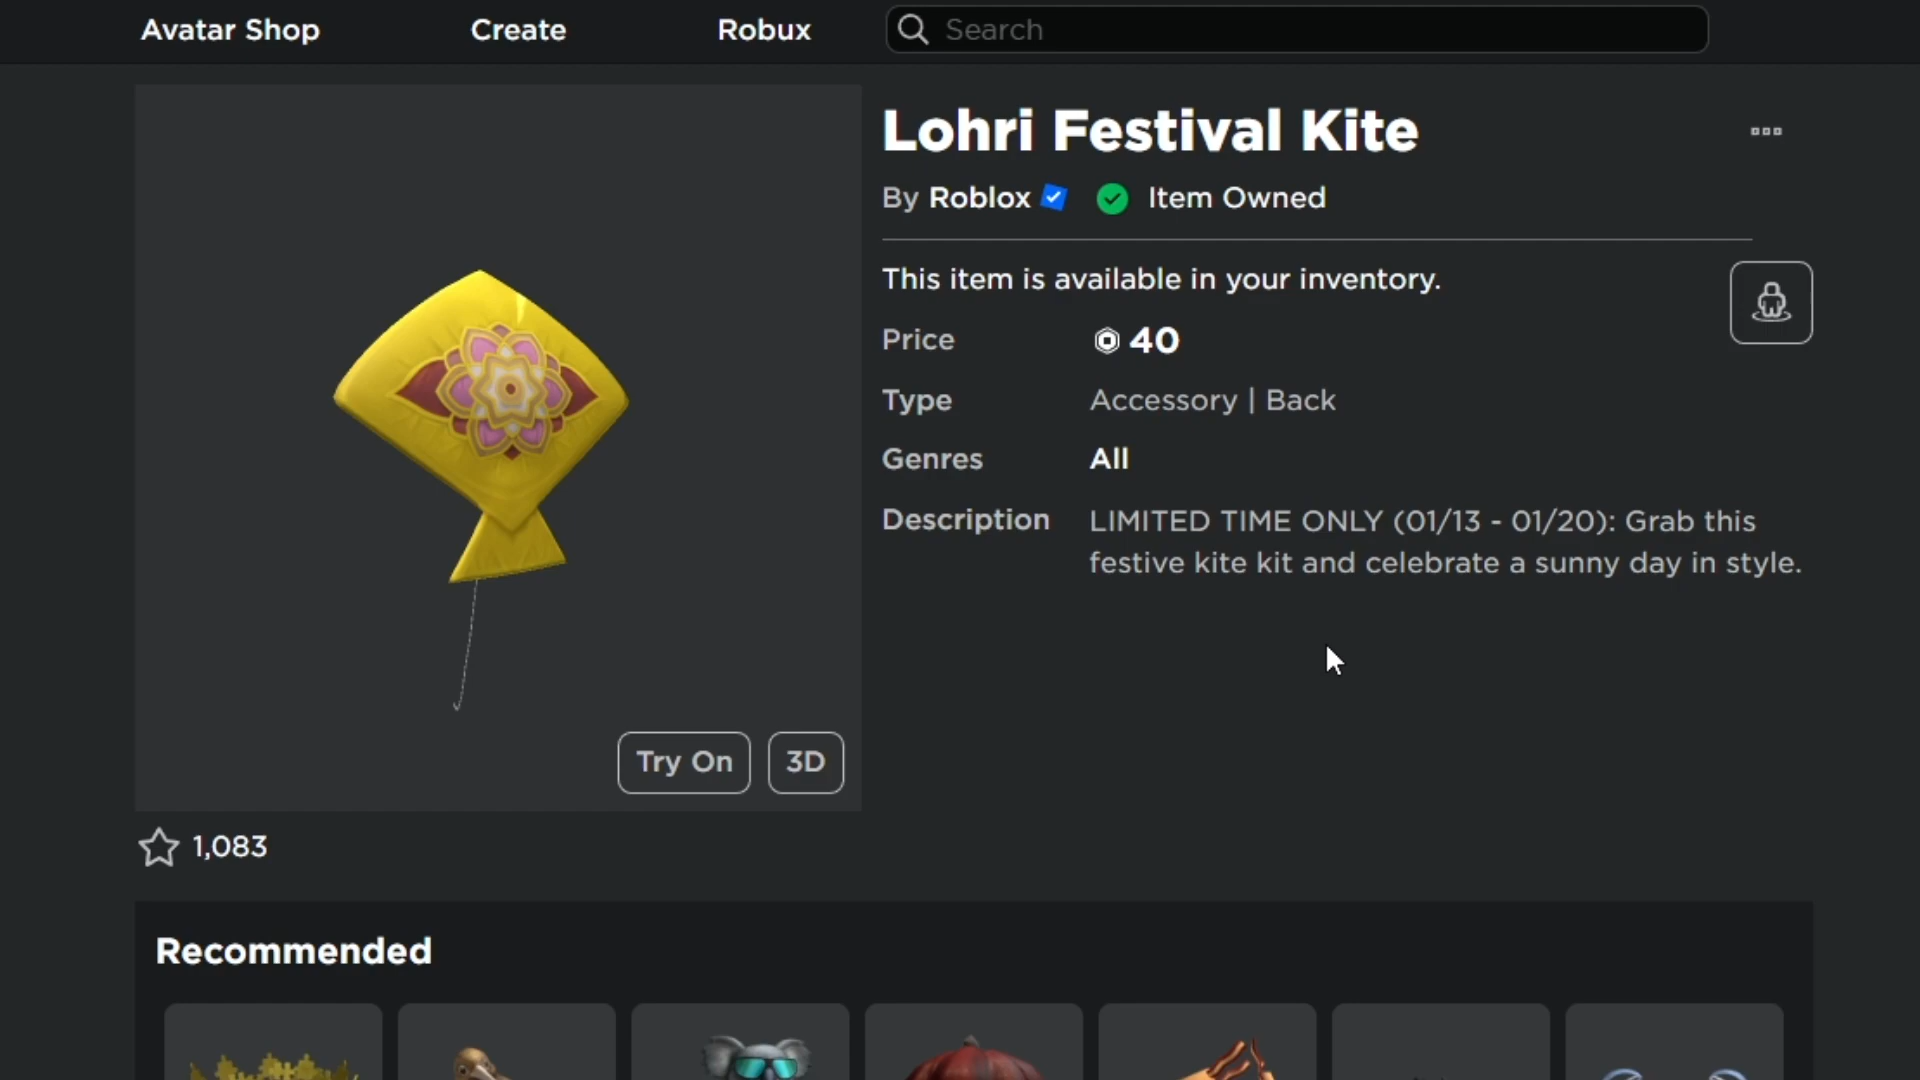 Avatar Shop Create Robux Search
Lohri Festival Kite
By Roblox Item Owned
This item is available in your inventory.
Price 40
Type Accessory | Back
Genres All
Description LIMITED TIME ONLY (01/13 - 01/20): Grab this
festive kite kit and celebrate a sunny day in style.
Try On 3D
1,083
Recommended